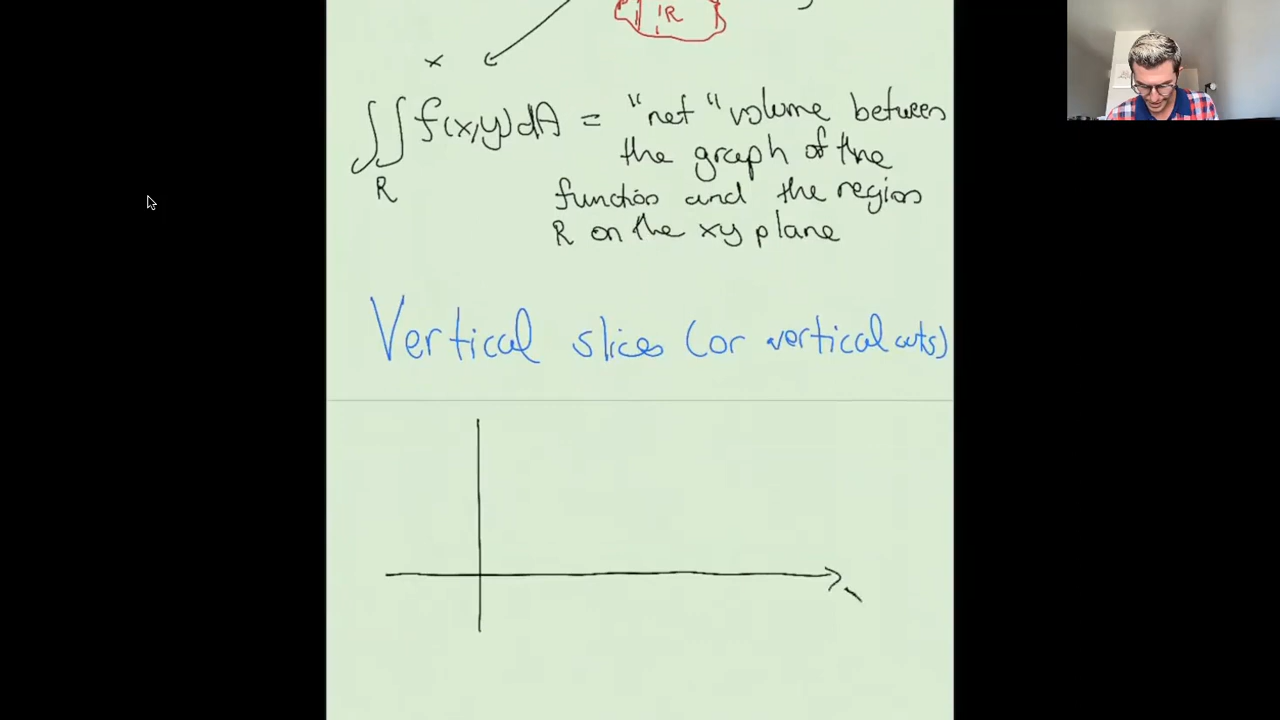 R
x
∫∫ f(x,y)dA = "net" volume between
R
the graph of the
function and the region
R on the xy plane
Vertical slices (or vertical cuts)